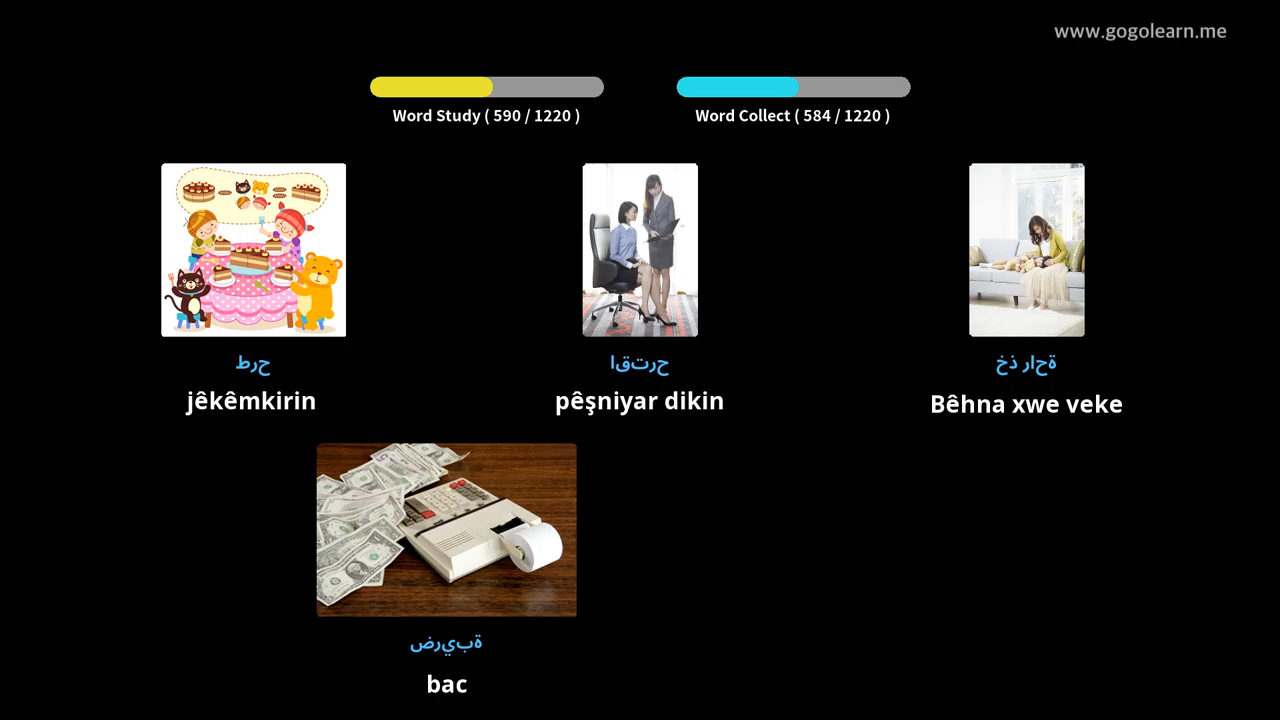 www.gogolearn.me
Word Study ( 590 / 1220 )
Word Collect ( 584 / 1220 )
حرط
jêkêmkirin
حرتقا
pêşniyar dikin
ةحار ذخ
Bêhna xwe veke
ةبيرض
bac